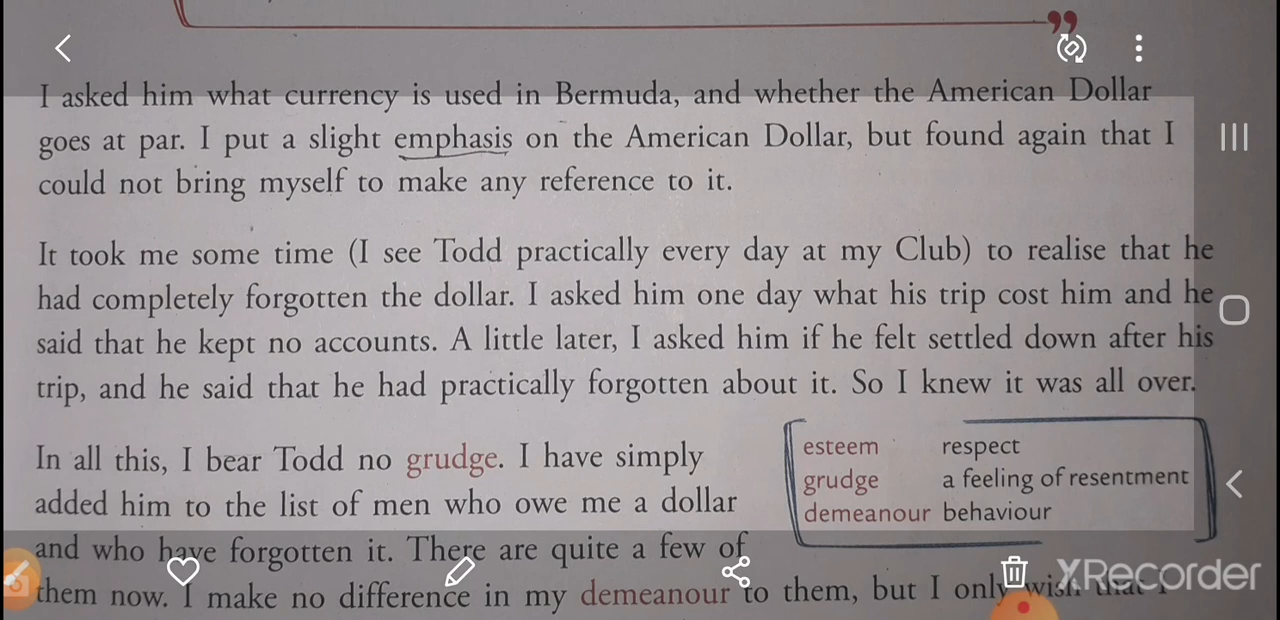 I asked him what currency is used in Bermuda, and whether the American Dollar
goes at par. I put a slight emphasis on the American Dollar, but found again that I
could not bring myself to make any reference to it.
It took me some time (I see Todd practically every day at my Club) to realise that he
had completely forgotten the dollar. I asked him one day what his trip cost him and he
said that he kept no accounts. A little later, I asked him if he felt settled down after his
trip, and he said that he had practically forgotten about it. So I knew it was all over.
In all this, I bear Todd no grudge. I have simply
added him to the list of men who owe me a dollar
and who have forgotten it. There are quite a few of
them now. I make no difference in my demeanour to them, but I only wish that I
esteem respect
grudge a feeling of resentment
demeanour behaviour
XRecorder